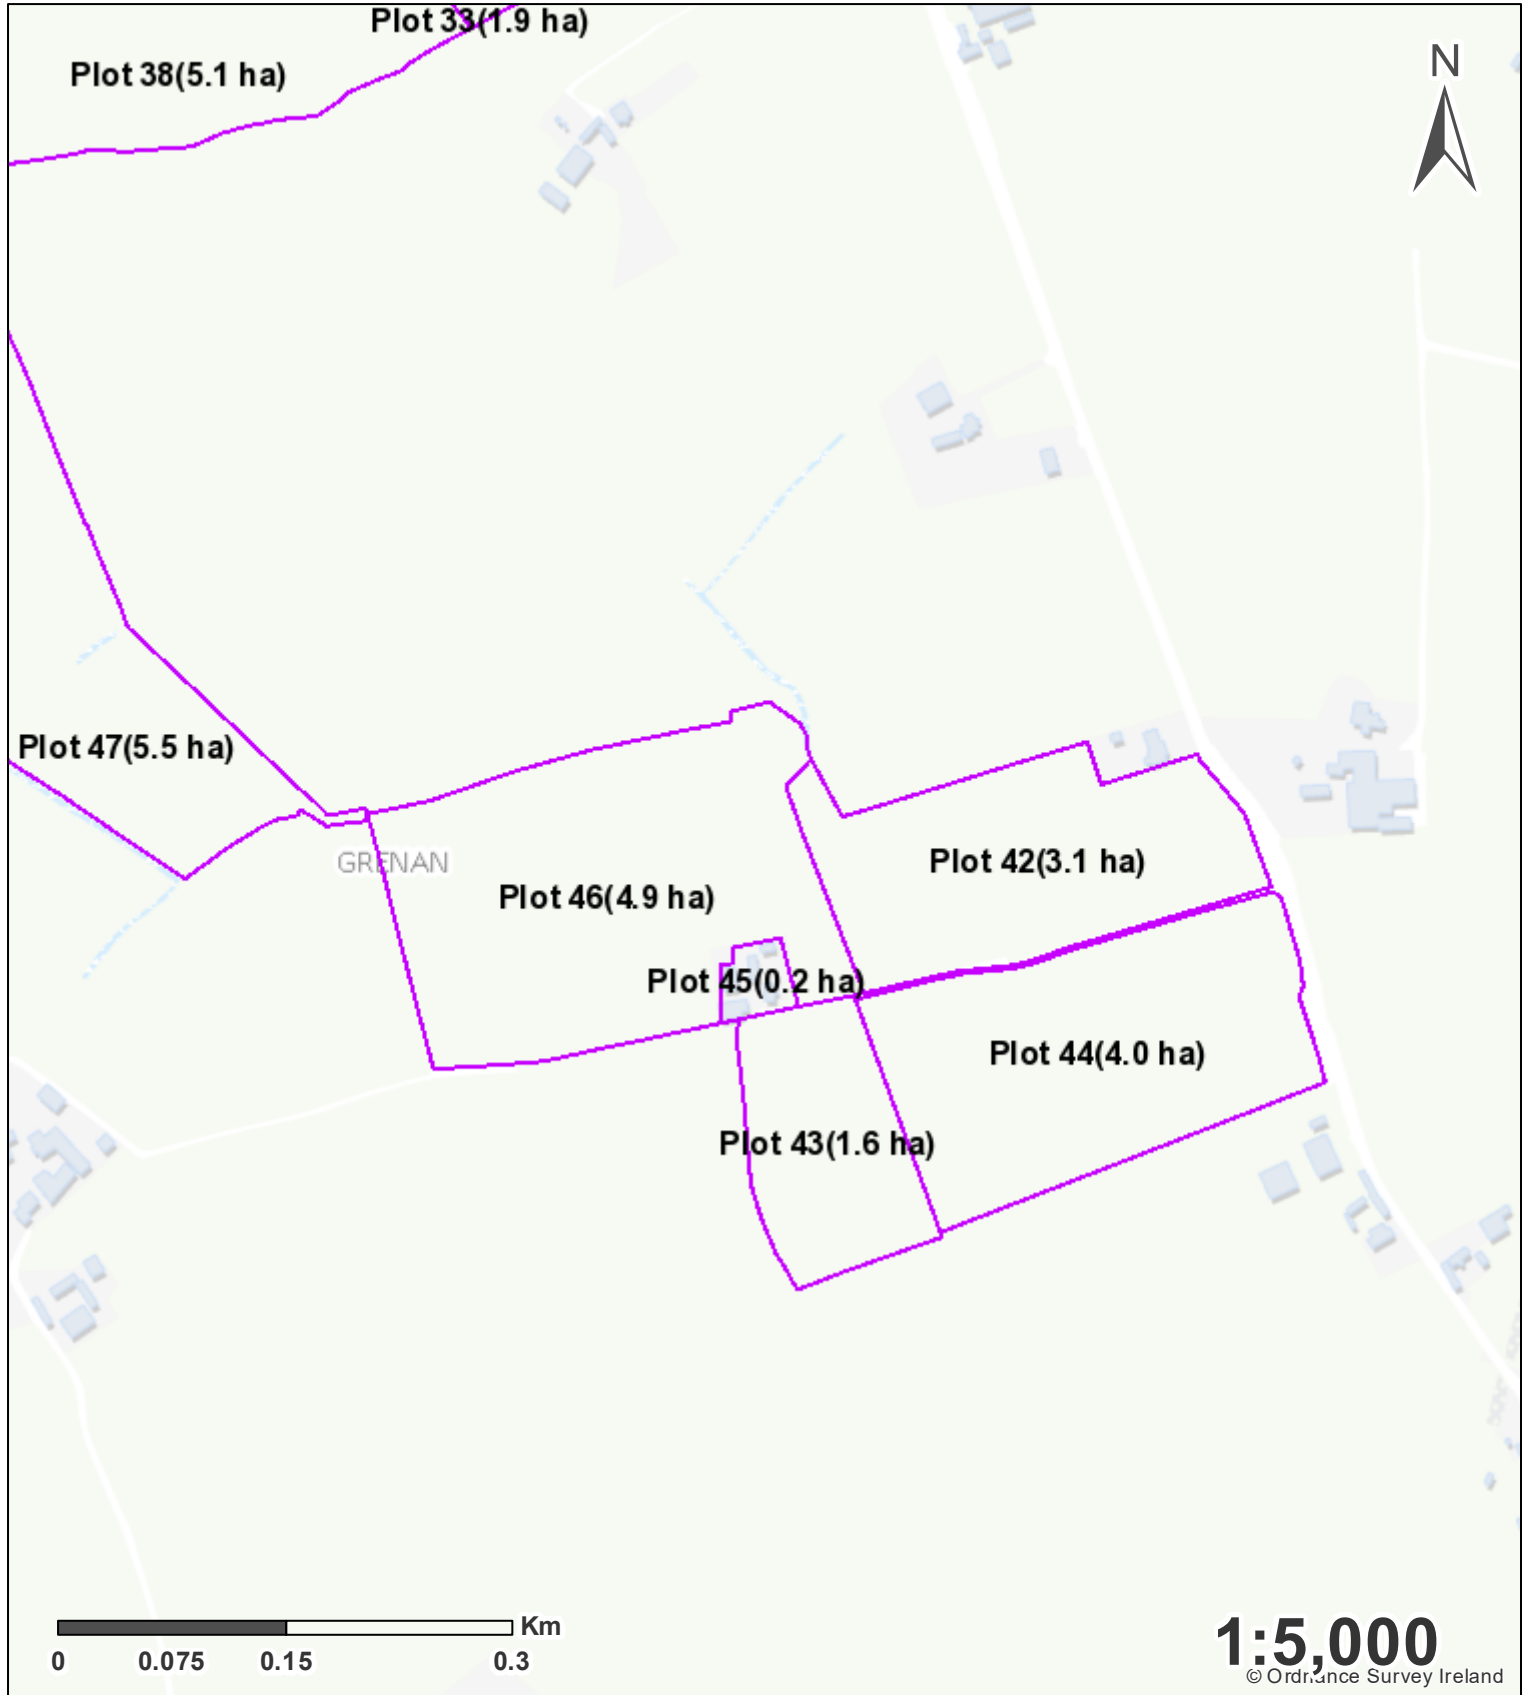 Plot 33(1.9 ha)
Plot 38(5.1 ha)
N
Plot 47(5.5 ha)
GRENAN
Plot 42(3.1 ha)
Plot 46(4.9 ha)
Plot 45(0.2 ha)
Plot 44(4.0 ha)
Plot 43(1.6 ha)
Km
0 0.075 0.15 0.3
1:5,000
© Ordnance Survey Ireland